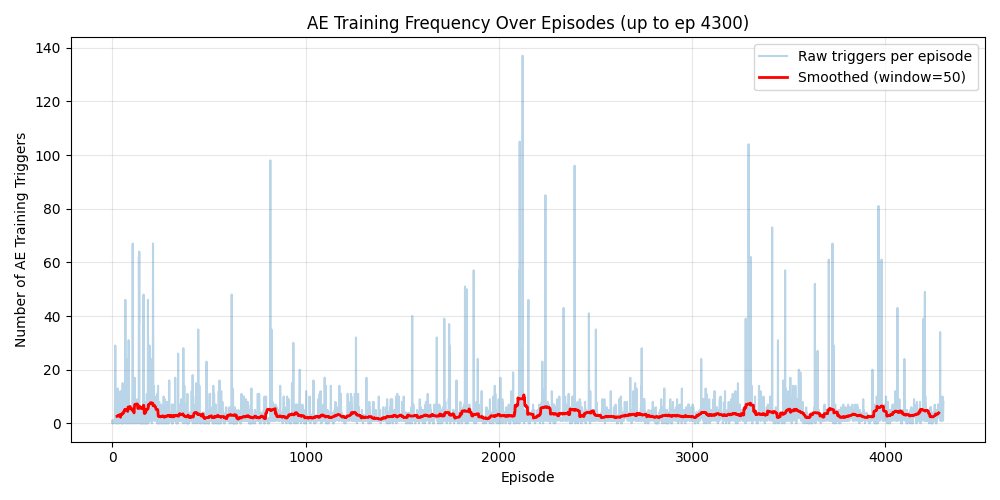 AE Training Frequency Over Episodes (up to ep 4300)
Raw triggers per episode
Smoothed (window=50)
Number of AE Training Triggers
140
120
100
80
60
40
20
0
0 1000 2000 3000 4000
Episode